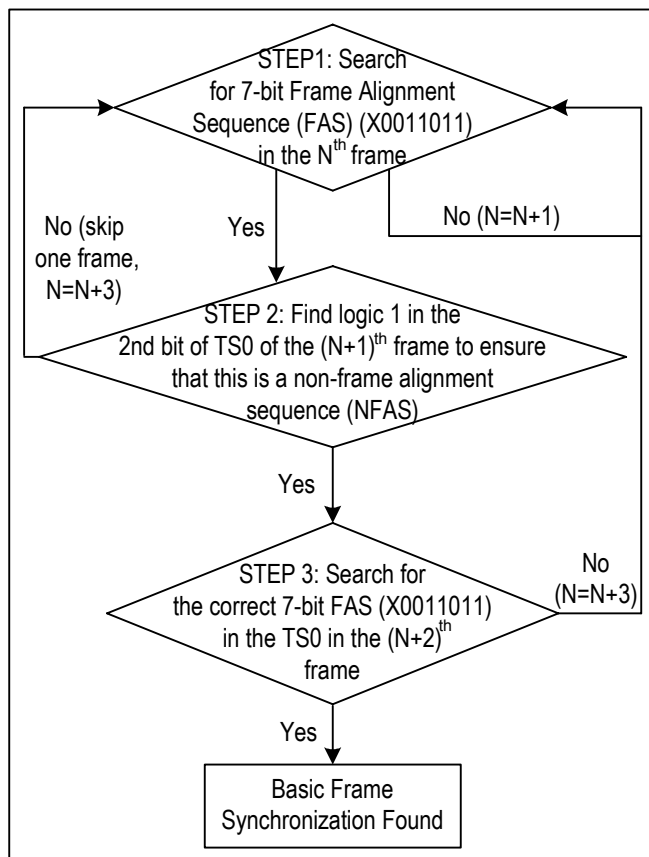 STEP1: Search
for 7-bit Frame Alignment
Sequence (FAS) (X0011011)
in the Nth frame
No (skip
one frame,
N=N+3)
Yes
No (N=N+1)
STEP 2: Find logic 1 in the
2nd bit of TS0 of the (N+1)th frame to ensure
that this is a non-frame alignment
sequence (NFAS)
Yes
STEP 3: Search for
the correct 7-bit FAS (X0011011)
in the TS0 in the (N+2)th
frame
No
(N=N+3)
Yes
Basic Frame
Synchronization Found